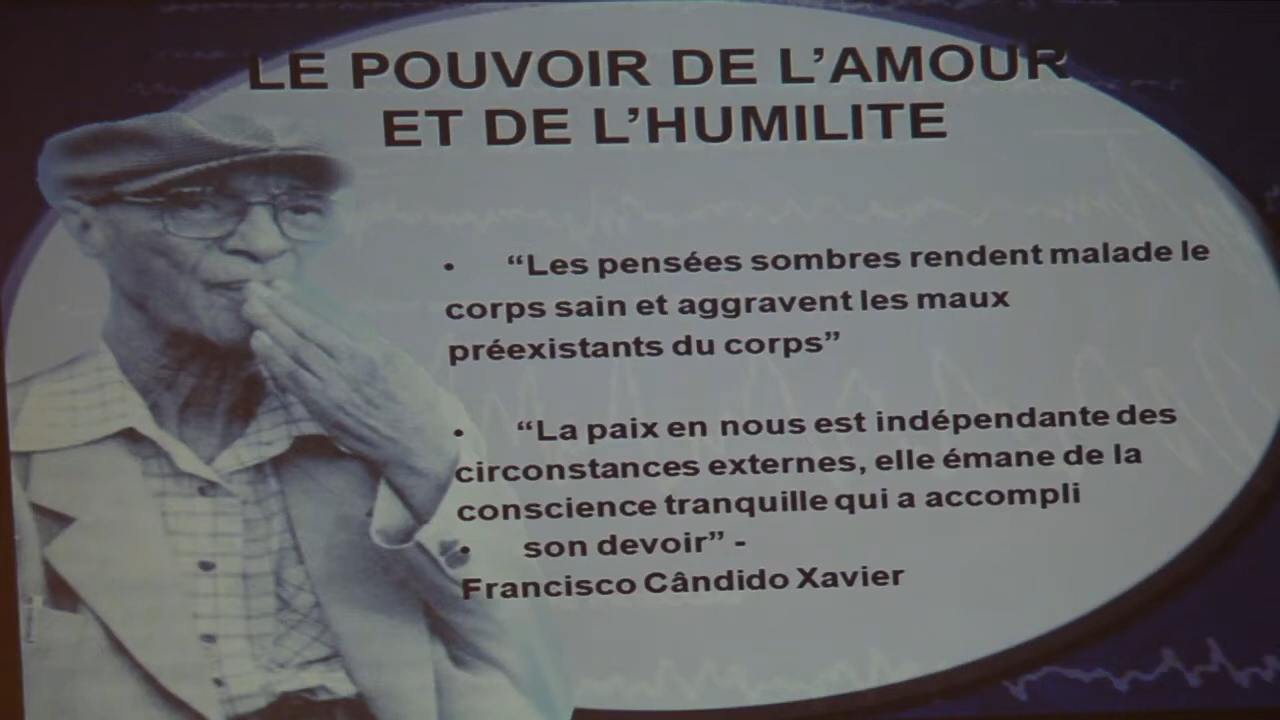 LE POUVOIR DE L’AMOUR
ET DE L’HUMILITE
• “Les pensées sombres rendent malade le
corps sain et aggravent les maux
préexistants du corps”
• “La paix en nous est indépendante des
circonstances externes, elle émane de la
conscience tranquille qui a accompli
• son devoir” -
Francisco Cândido Xavier